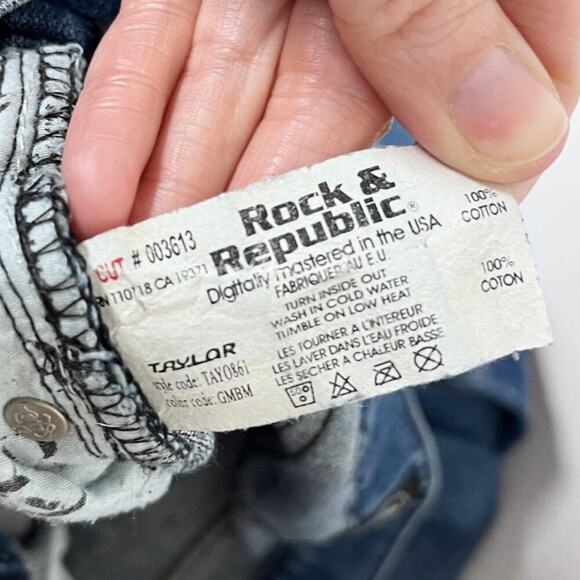 CUT # 003613
RN 110718 CA 19371
TAYLOR
style code: TAY0861
color code: GMBM
Rock &
Republic®
Digitally mastered in the USA
FABRIQUER AU E.U.
TURN INSIDE OUT
WASH IN COLD WATER
TUMBLE ON LOW HEAT
LES TOURNER A L'INTEREUR
LES LAVER DANS L'EAU FROIDE
LES SECHER A CHALEUR BASSE
100%
COTTON
100%
COTON